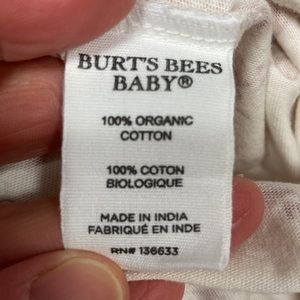 BURT'S BEES
BABY®
100% ORGANIC
COTTON
100% COTON
BIOLOGIQUE
MADE IN INDIA
FABRIQUÉ EN INDE
RN# 136633